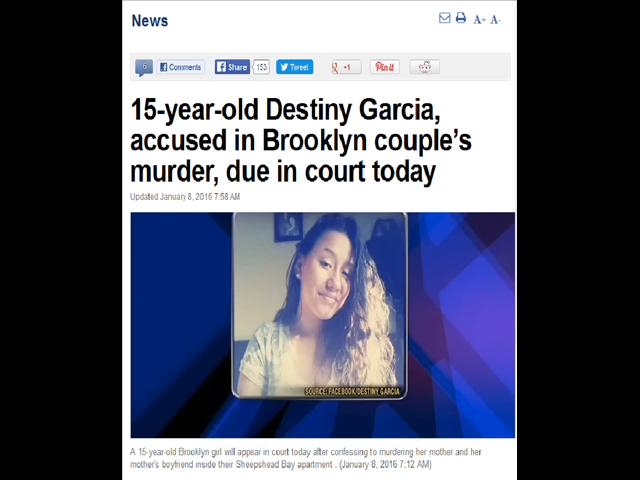 News
A+ A-
6
Comments
Share
153
Tweet
+1
Pin it
15-year-old Destiny Garcia,
accused in Brooklyn couple's
murder, due in court today
Updated January 8, 2016 7:58 AM
SOURCE: FACEBOOK/DESTINY GARCIA
A 15-year-old Brooklyn girl will appear in court today after confessing to murdering her mother and her
mother's boyfriend inside their Sheepshead Bay apartment . (January 8, 2016 7:12 AM)